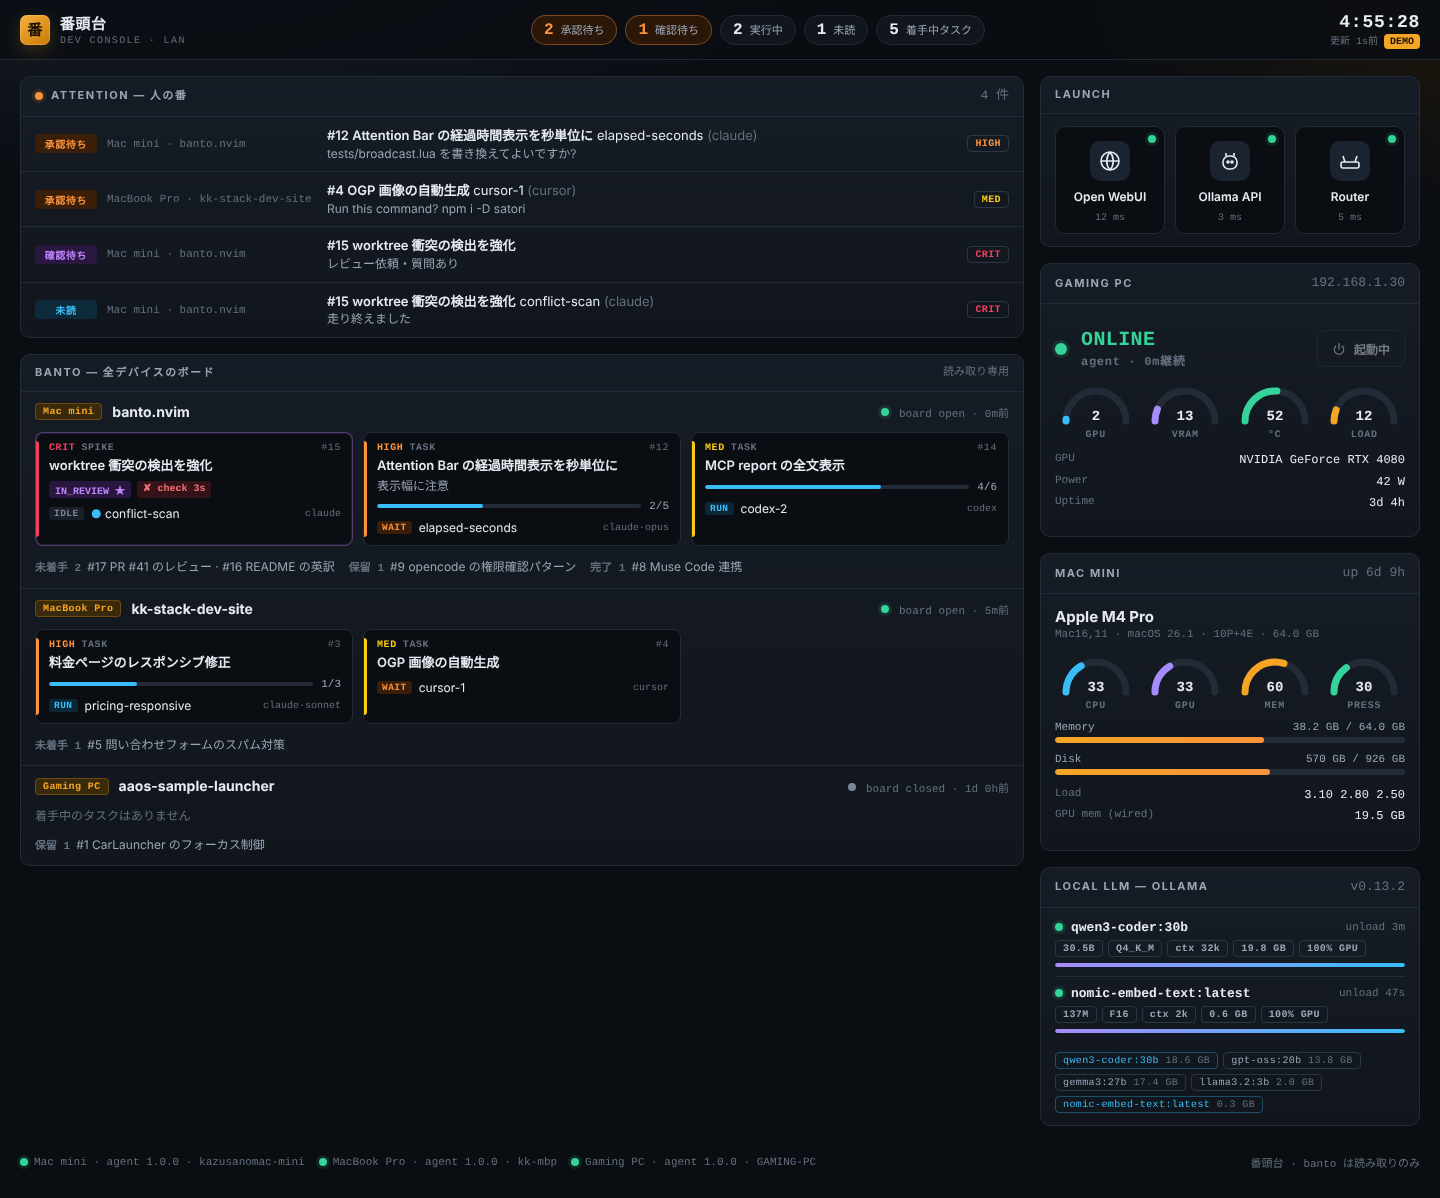 番
番頭台
DEV CONSOLE · LAN
2 承認待ち
1 確認待ち
2 実行中
1 未読
5 着手中タスク
4:55:28
更新 1s前 DEMO
ATTENTION — 人の番
4 件
承認待ち Mac mini · banto.nvim
#12 Attention Bar の経過時間表示を秒単位に elapsed-seconds (claude)
tests/broadcast.lua を書き換えてよいですか?
HIGH
承認待ち MacBook Pro · kk-stack-dev-site
#4 OGP 画像の自動生成 cursor-1 (cursor)
Run this command? npm i -D satori
MED
確認待ち Mac mini · banto.nvim
#15 worktree 衝突の検出を強化
レビュー依頼・質問あり
CRIT
未読 Mac mini · banto.nvim
#15 worktree 衝突の検出を強化 conflict-scan (claude)
走り終えました
CRIT
BANTO — 全デバイスのボード
読み取り専用
Mac mini banto.nvim
board open · 0m前
CRIT SPIKE #15
worktree 衝突の検出を強化
IN_REVIEW ★ ✘ check 3s
IDLE conflict-scan claude
HIGH TASK #12
Attention Bar の経過時間表示を秒単位に
表示幅に注意
2/5
WAIT elapsed-seconds claude-opus
MED TASK #14
MCP report の全文表示
4/6
RUN codex-2 codex
未着手 2 #17 PR #41 のレビュー · #16 README の英訳 保留 1 #9 opencode の権限確認パターン 完了 1 #8 Muse Code 連携
MacBook Pro kk-stack-dev-site
board open · 5m前
HIGH TASK #3
料金ページのレスポンシブ修正
1/3
RUN pricing-responsive claude-sonnet
MED TASK #4
OGP 画像の自動生成
WAIT cursor-1 cursor
未着手 1 #5 問い合わせフォームのスパム対策
Gaming PC aaos-sample-launcher
board closed · 1d 0h前
着手中のタスクはありません
保留 1 #1 CarLauncher のフォーカス制御
LAUNCH
Open WebUI
12 ms
Ollama API
3 ms
Router
5 ms
GAMING PC
192.168.1.30
ONLINE
agent · 0m継続
起動中
2
GPU
13
VRAM
52
°C
12
LOAD
GPU NVIDIA GeForce RTX 4080
Power 42 W
Uptime 3d 4h
MAC MINI
up 6d 9h
Apple M4 Pro
Mac16,11 · macOS 26.1 · 10P+4E · 64.0 GB
33
CPU
33
GPU
60
MEM
30
PRESS
Memory 38.2 GB / 64.0 GB
Disk 570 GB / 926 GB
Load 3.10 2.80 2.50
GPU mem (wired) 19.5 GB
LOCAL LLM — OLLAMA
v0.13.2
qwen3-coder:30b unload 3m
30.5B Q4_K_M ctx 32k 19.8 GB 100% GPU
nomic-embed-text:latest unload 47s
137M F16 ctx 2k 0.6 GB 100% GPU
qwen3-coder:30b 18.6 GB gpt-oss:20b 13.8 GB
gemma3:27b 17.4 GB llama3.2:3b 2.0 GB
nomic-embed-text:latest 0.3 GB
Mac mini · agent 1.0.0 · kazusanomac-mini MacBook Pro · agent 1.0.0 · kk-mbp Gaming PC · agent 1.0.0 · GAMING-PC
番頭台 · banto は読み取りのみ